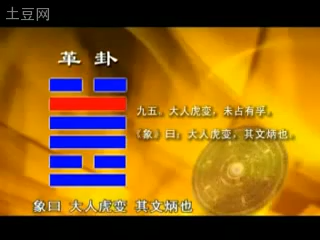 土豆网
革 卦
九五，大人虎变，未占有孚。
《象》曰：大人虎变，其文炳也。
象曰 大人虎变 其文炳也